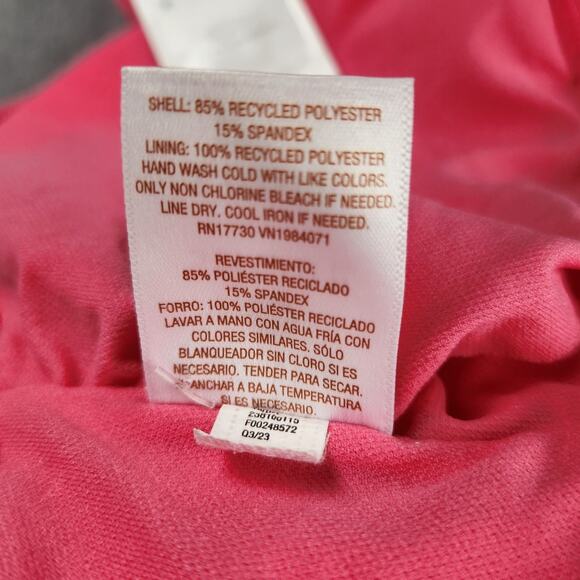 SHELL: 85% RECYCLED POLYESTER
15% SPANDEX
LINING: 100% RECYCLED POLYESTER
HAND WASH COLD WITH LIKE COLORS.
ONLY NON CHLORINE BLEACH IF NEEDED.
LINE DRY. COOL IRON IF NEEDED.
RN17730 VN1984071
REVESTIMIENTO:
85% POLIÉSTER RECICLADO
15% SPANDEX
FORRO: 100% POLIÉSTER RECICLADO
LAVAR A MANO CON AGUA FRÍA CON
COLORES SIMILARES. SÓLO
BLANQUEADOR SIN CLORO SI ES
NECESARIO. TENDER PARA SECAR.
PLANCHAR A BAJA TEMPERATURA
SI ES NECESARIO.
F00248572
Q3/23